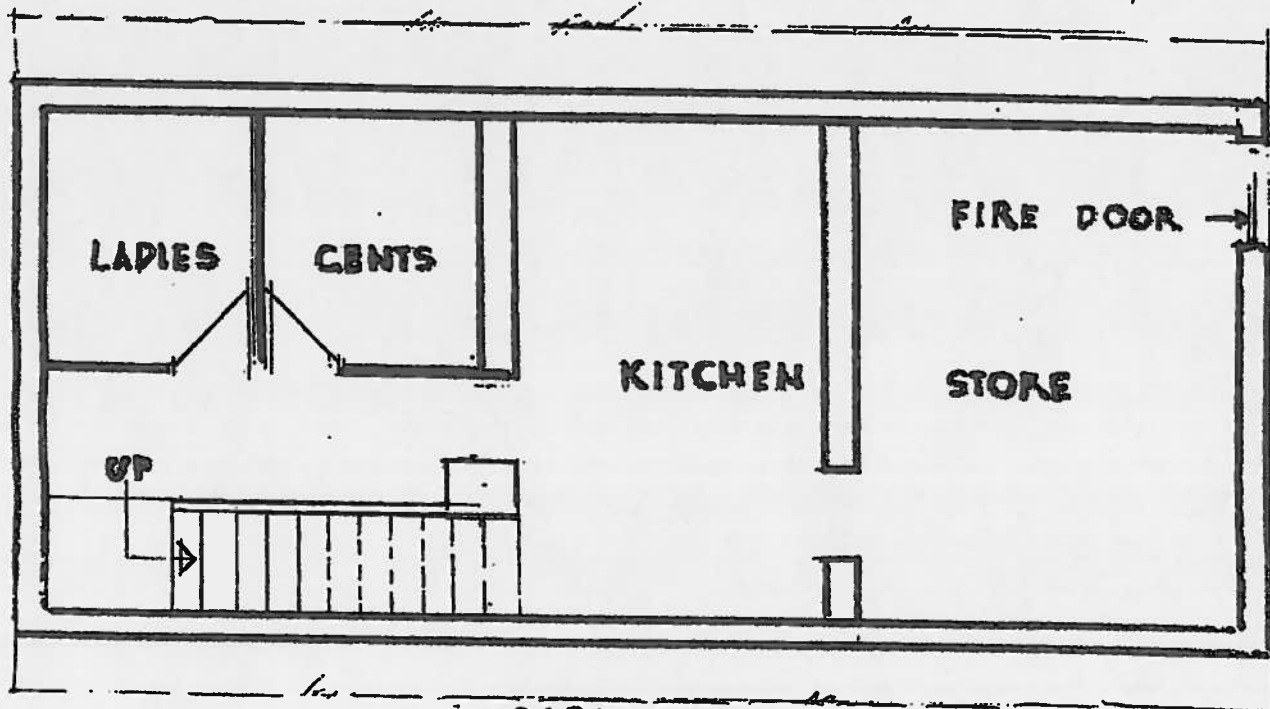 LADIES
GENTS
FIRE DOOR
KITCHEN
STORE
UP